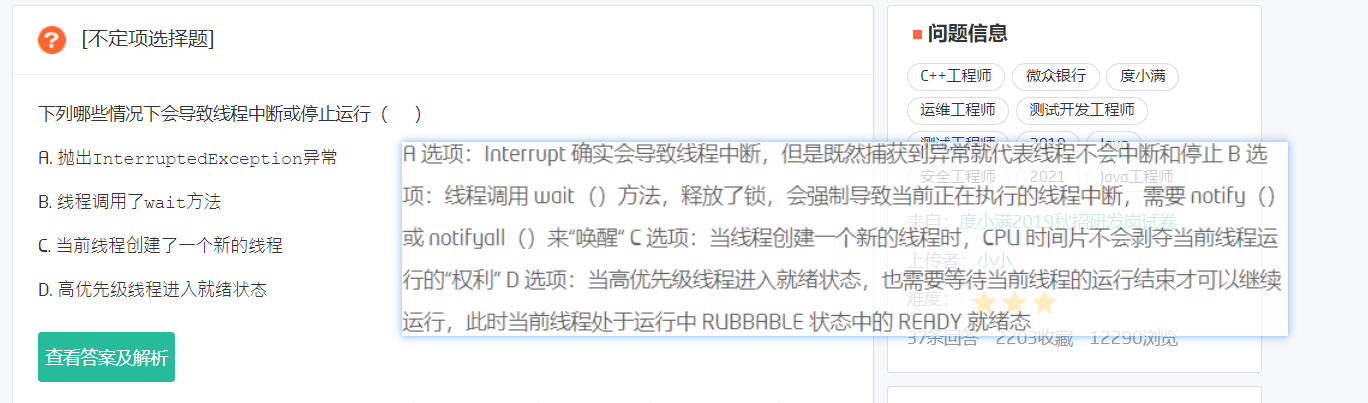 [不定项选择题]
下列哪些情况下会导致线程中断或停止运行（ ）
A. 抛出InterruptedException异常
B. 线程调用了wait方法
C. 当前线程创建了一个新的线程
D. 高优先级线程进入就绪状态
查看答案及解析
A 选项：Interrupt 确实会导致线程中断，但是既然捕获到异常就代表线程不会中断和停止 B 选
项：线程调用 wait（）方法，释放了锁，会强制导致当前正在执行的线程中断，需要 notify（）
或 notifyall（）来“唤醒“ C 选项：当线程创建一个新的线程时，CPU 时间片不会剥夺当前线程运
行的“权利” D 选项：当高优先级线程进入就绪状态，也需要等待当前线程的运行结束才可以继续
运行，此时当前线程处于运行中 RUBBABLE 状态中的 READY 就绪态
问题信息
C++工程师 微众银行 度小满
运维工程师 测试开发工程师
测试工程师 2019 Java
安全工程师 2021 Java工程师
来自：度小满2019秋招研发岗试卷
上传者：小小
难度：
37条回答 2203收藏 12290浏览